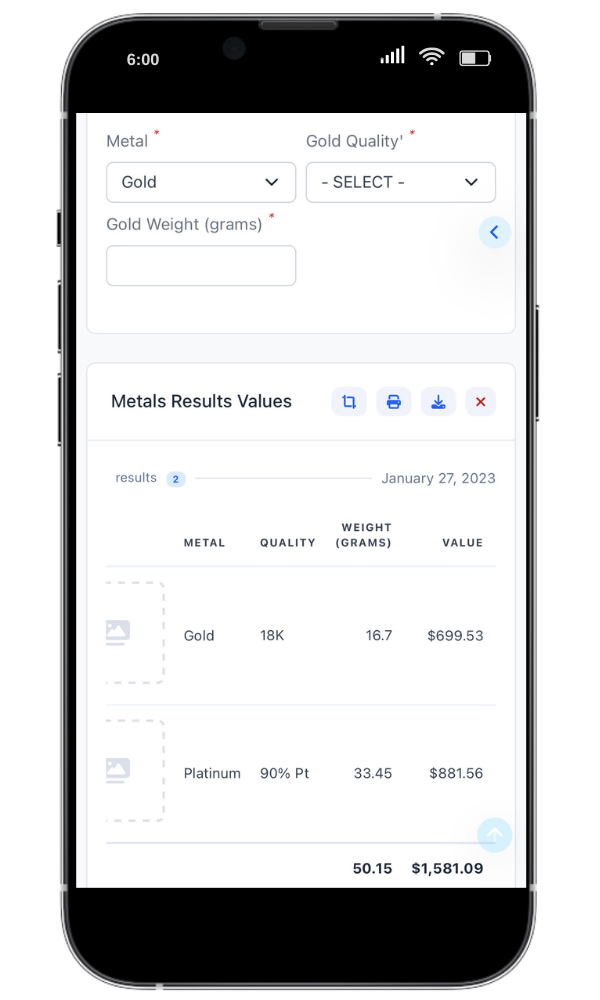 6:00
Metal *
Gold Quality' *
Gold
- SELECT -
Gold Weight (grams) *
Metals Results Values
results 2
January 27, 2023
METAL QUALITY WEIGHT (GRAMS) VALUE
Gold 18K 16.7 $699.53
Platinum 90% Pt 33.45 $881.56
50.15 $1,581.09